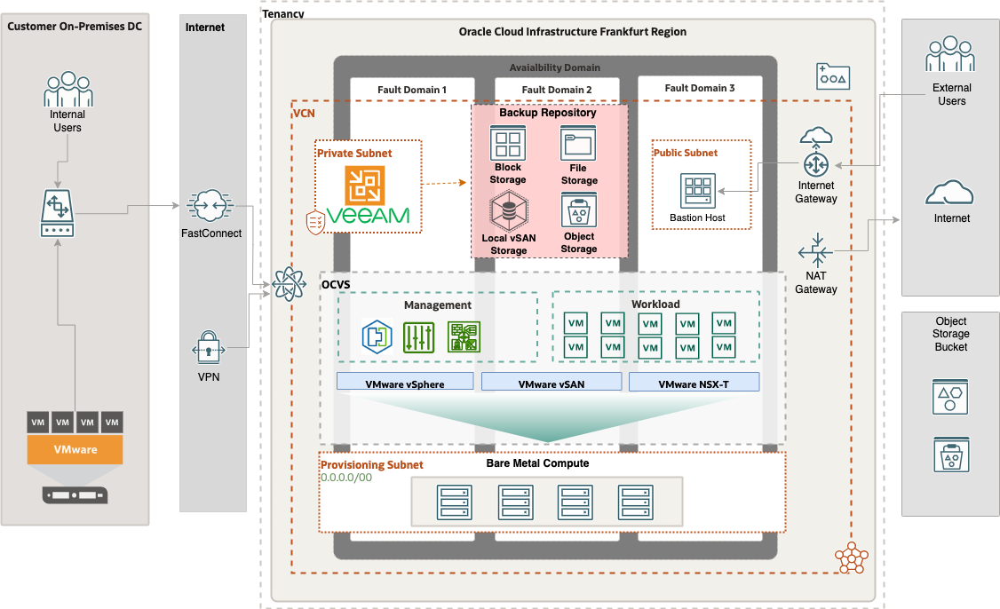 Tenancy
Customer On-Premises DC
Internet
Oracle Cloud Infrastructure Frankfurt Region
Internal
Users
FastConnect
VPN
VM VM VM VM
VMware
Avaialbility Domain
Fault Domain 1
Fault Domain 2
Fault Domain 3
VCN
Private Subnet
veeAM
Backup Repository
Block
Storage
File
Storage
Local vSAN
Storage
Object
Storage
Public Subnet
Bastion Host
Internet
Gateway
NAT
Gateway
OCVS
Management
Workload
VM VM VM VM VM
VM VM VM VM VM
VMware vSphere
VMware vSAN
VMware NSX-T
Provisioning Subnet
0.0.0.0/00
Bare Metal Compute
External
Users
Internet
Object
Storage
Bucket